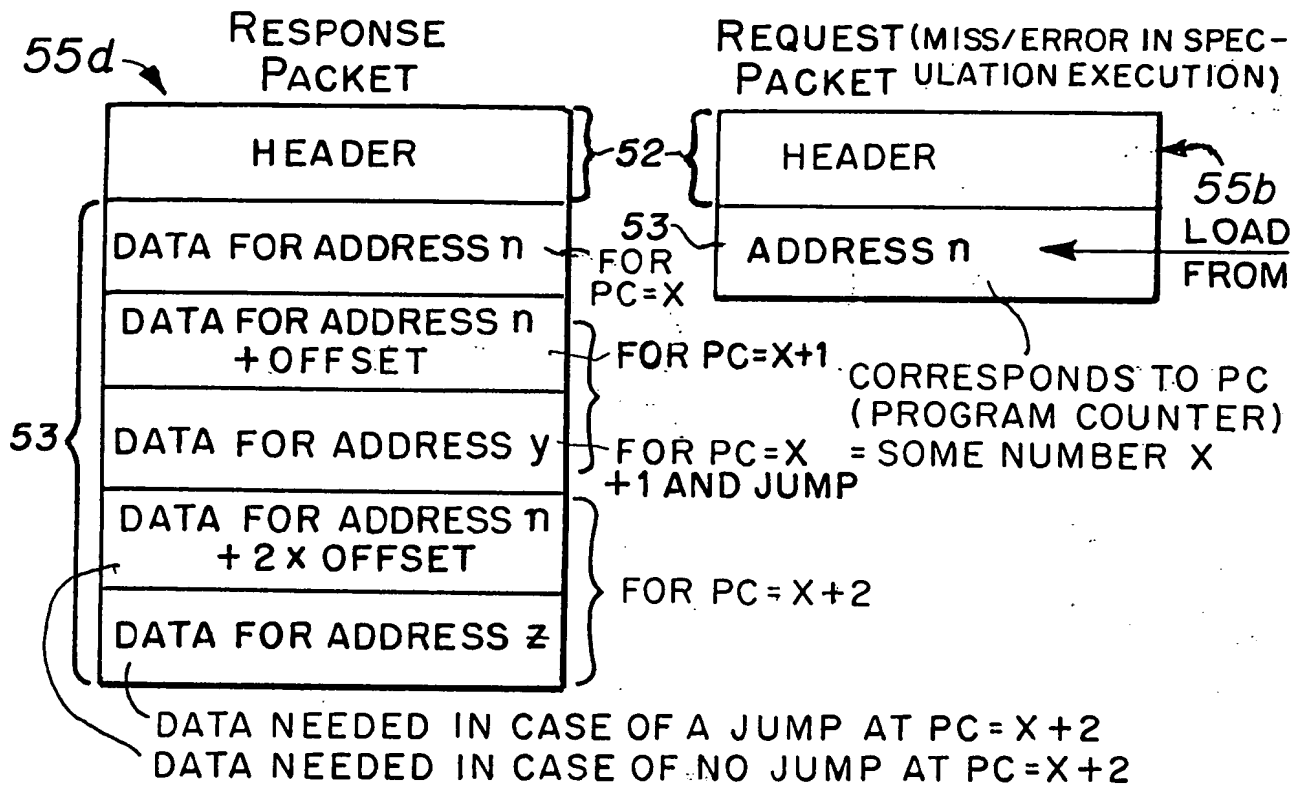 55d
RESPONSE
PACKET
HEADER
DATA FOR ADDRESS n
DATA FOR ADDRESS n
+ OFFSET
DATA FOR ADDRESS y
DATA FOR ADDRESS n
+ 2 x OFFSET
DATA FOR ADDRESS z
53
52
FOR
PC=X
FOR PC=X+1
FOR PC=X
+1 AND JUMP
FOR PC=X+2
DATA NEEDED IN CASE OF A JUMP AT PC=X+2
DATA NEEDED IN CASE OF NO JUMP AT PC=X+2
REQUEST (MISS/ERROR IN SPEC-
PACKET ULATION EXECUTION)
HEADER
55b
53
ADDRESS n
LOAD
FROM
CORRESPONDS TO PC
(PROGRAM COUNTER)
= SOME NUMBER X